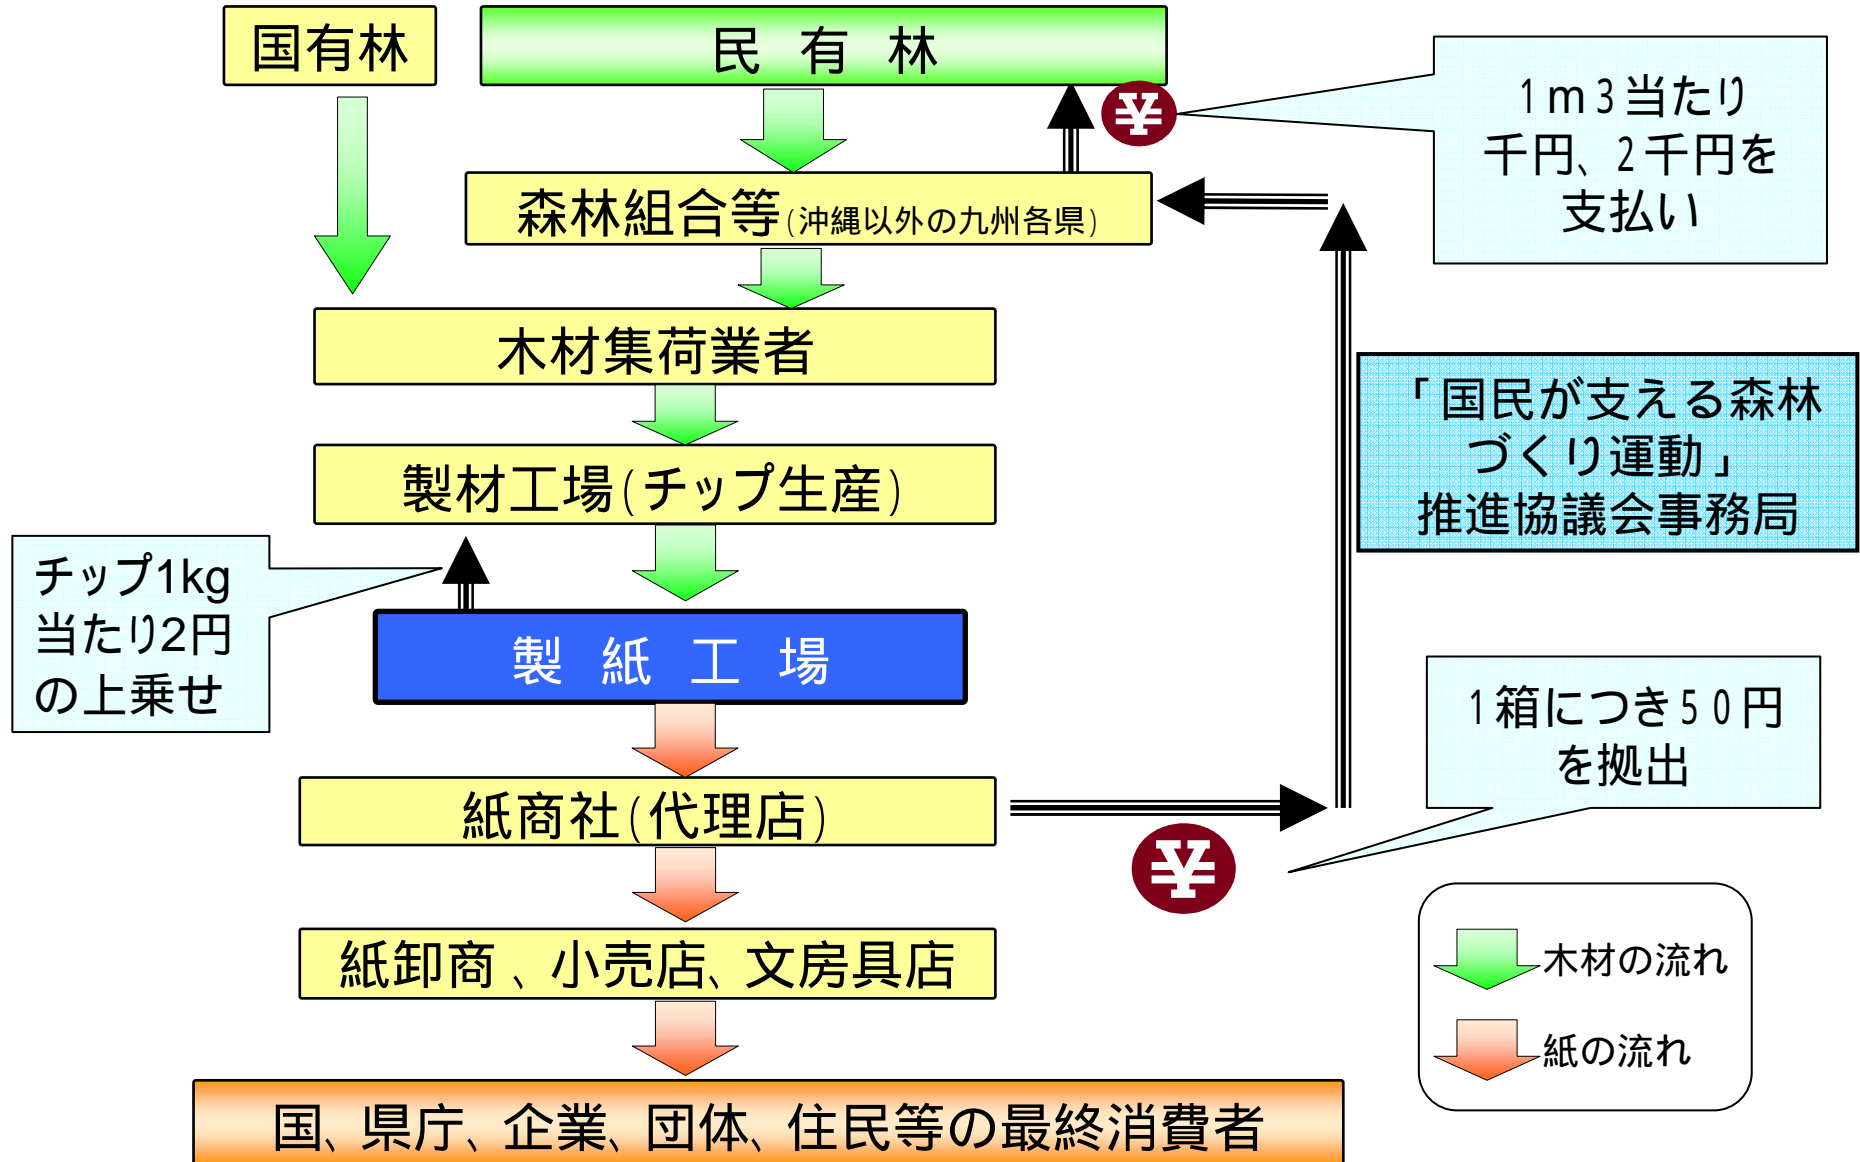 国有林
民有林
¥
1m3当たり
千円、2千円を
支払い
森林組合等(沖縄以外の九州各県)
木材集荷業者
「国民が支える森林
づくり運動」
推進協議会事務局
製材工場(チップ生産)
チップ1kg
当たり2円
の上乗せ
製紙工場
1箱につき50円
を拠出
紙商社(代理店)
¥
紙卸商、小売店、文房具店
木材の流れ
紙の流れ
国、県庁、企業、団体、住民等の最終消費者